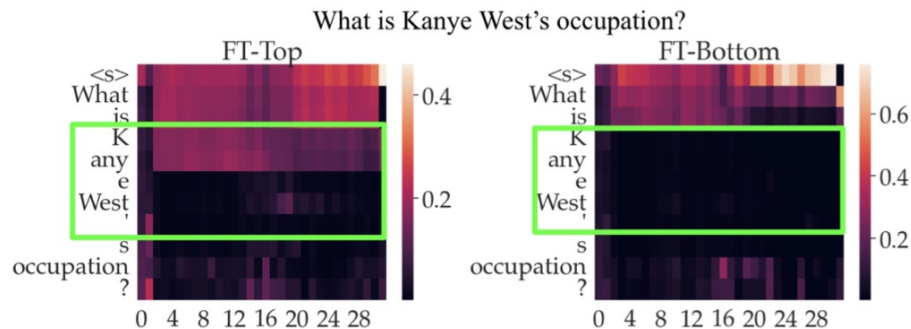 What is Kanye West's occupation?
FT-Top
<s>
What
is
K
any
e
West
'
s
occupation
?
0 4 8 12 16 20 24 28
0.4
0.2
FT-Bottom
<s>
What
is
K
any
e
West
'
s
occupation
?
0 4 8 12 16 20 24 28
0.6
0.4
0.2